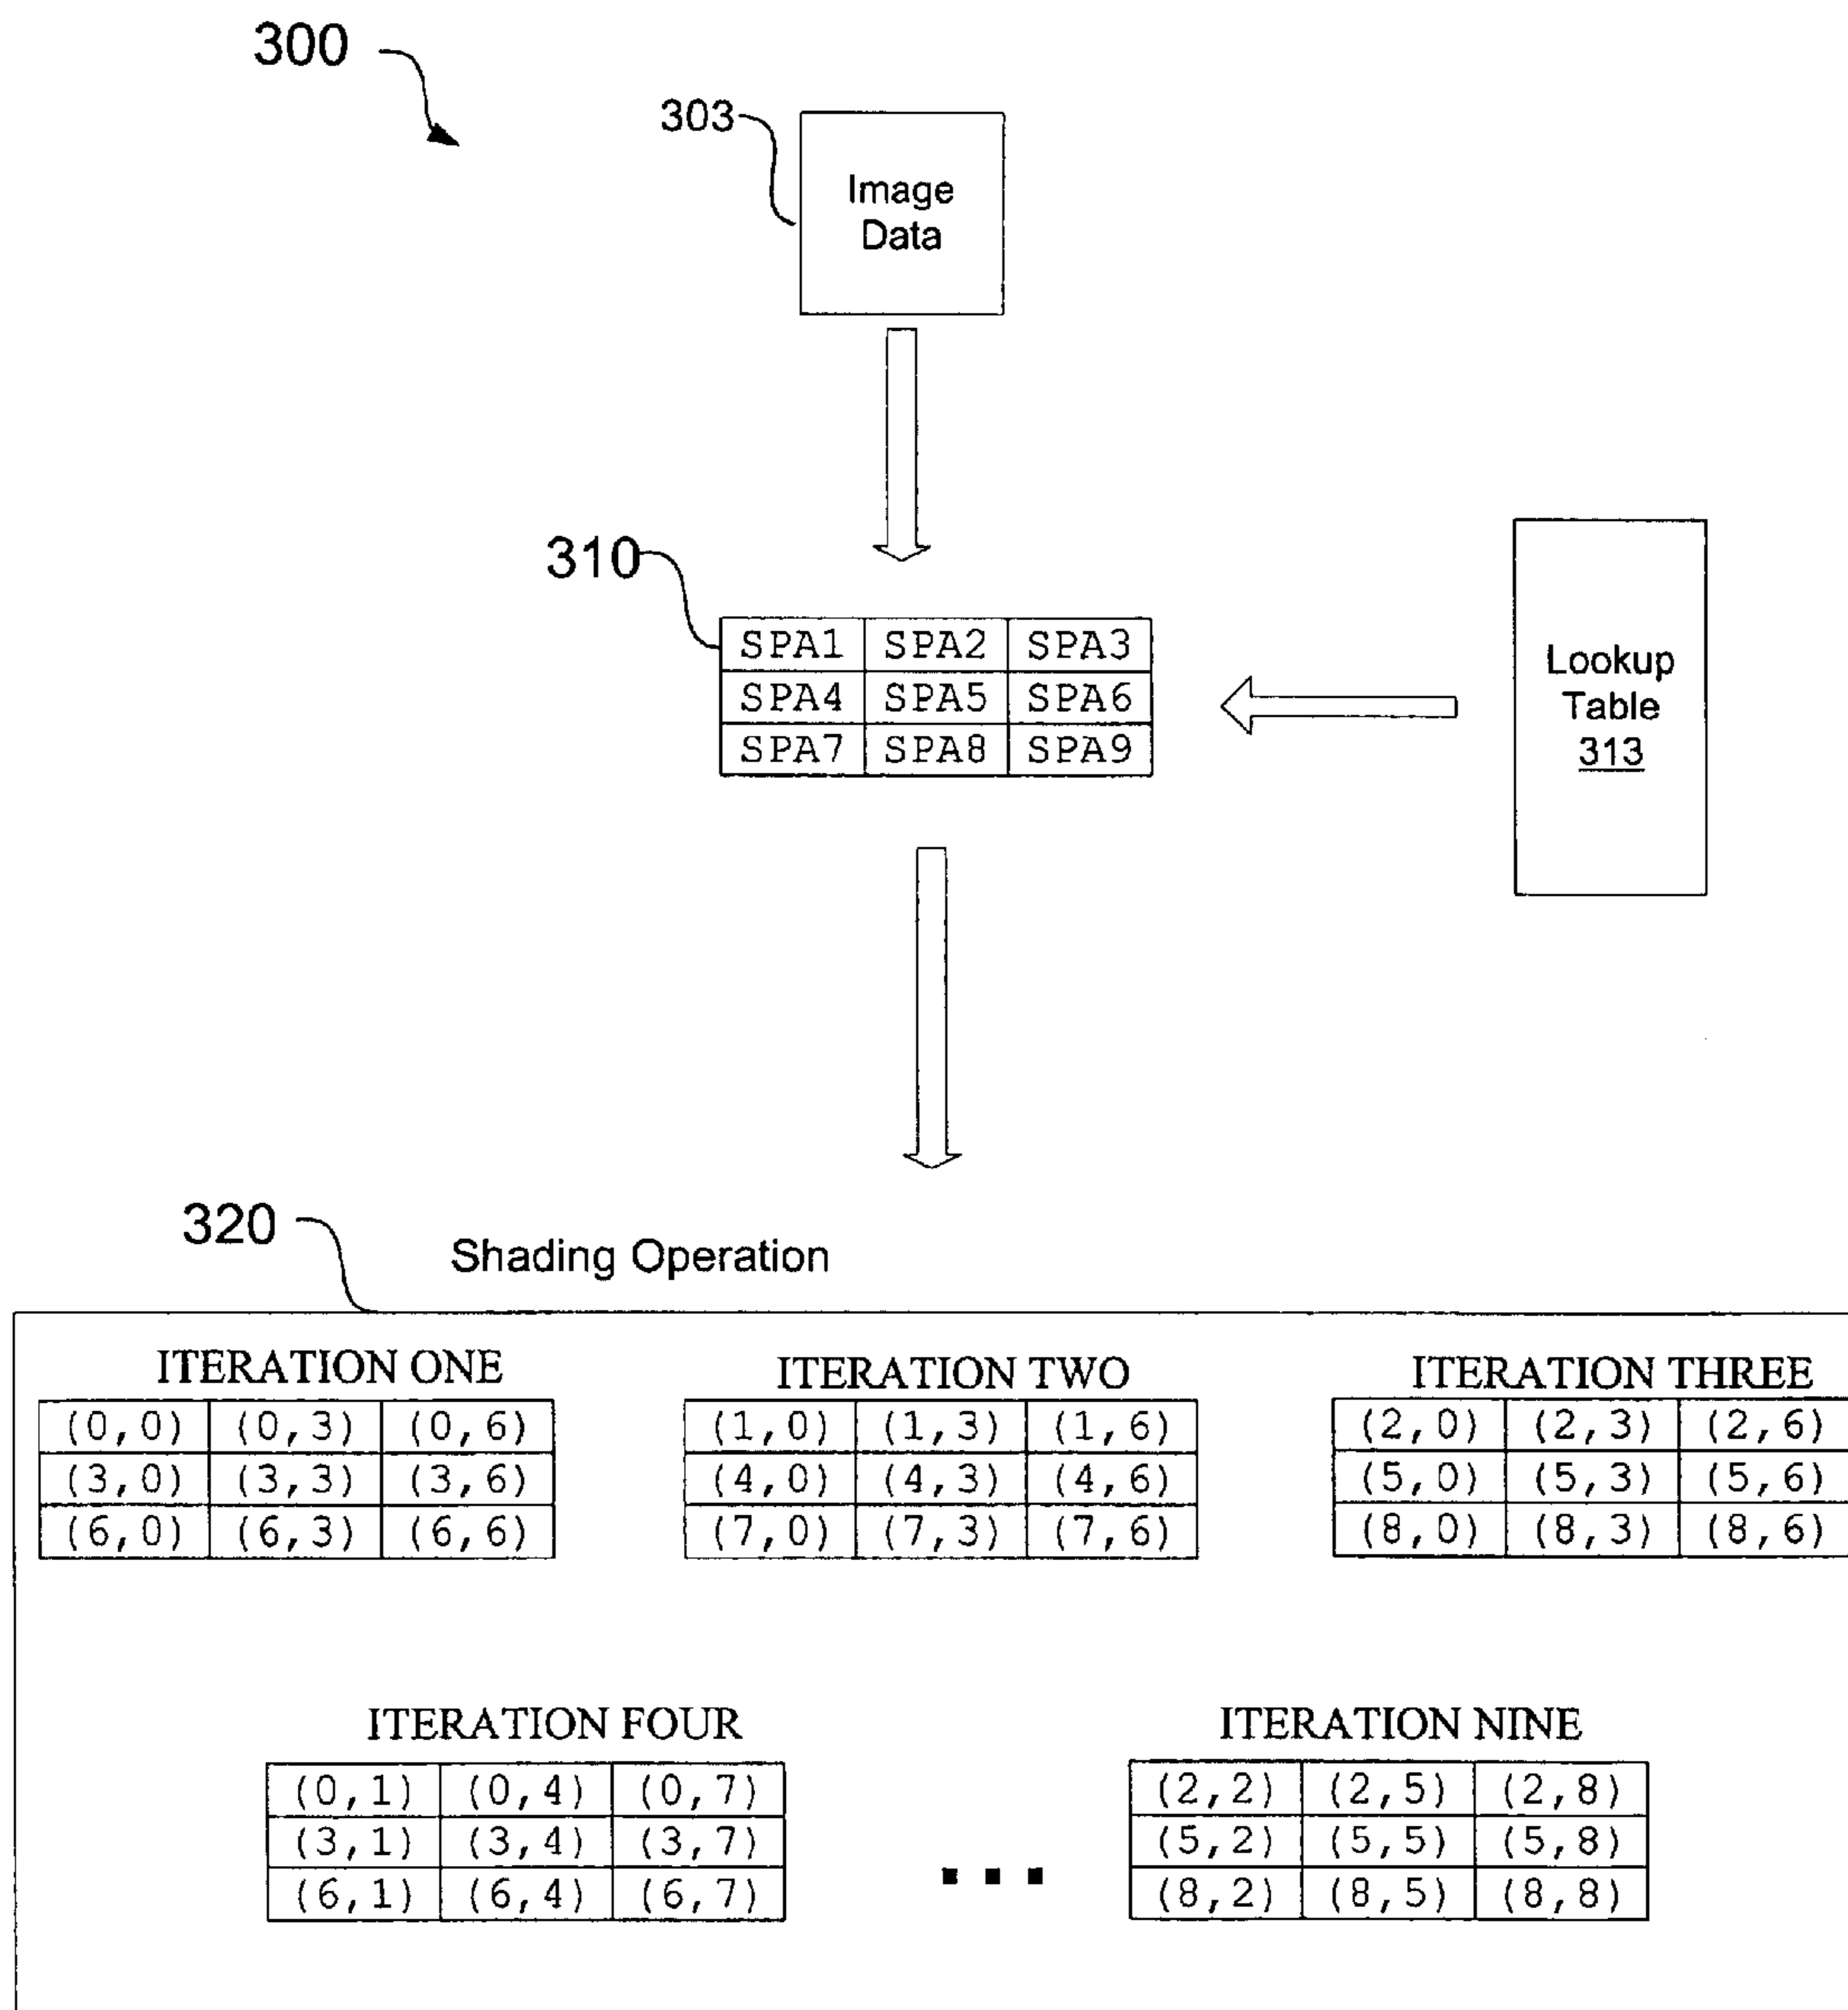 300
303
Image
Data
310
SPA1 SPA2 SPA3
SPA4 SPA5 SPA6
SPA7 SPA8 SPA9
Lookup
Table
313
320
Shading Operation
ITERATION ONE
(0,0) (0,3) (0,6)
(3,0) (3,3) (3,6)
(6,0) (6,3) (6,6)
ITERATION TWO
(1,0) (1,3) (1,6)
(4,0) (4,3) (4,6)
(7,0) (7,3) (7,6)
ITERATION THREE
(2,0) (2,3) (2,6)
(5,0) (5,3) (5,6)
(8,0) (8,3) (8,6)
ITERATION FOUR
(0,1) (0,4) (0,7)
(3,1) (3,4) (3,7)
(6,1) (6,4) (6,7)
...
ITERATION NINE
(2,2) (2,5) (2,8)
(5,2) (5,5) (5,8)
(8,2) (8,5) (8,8)